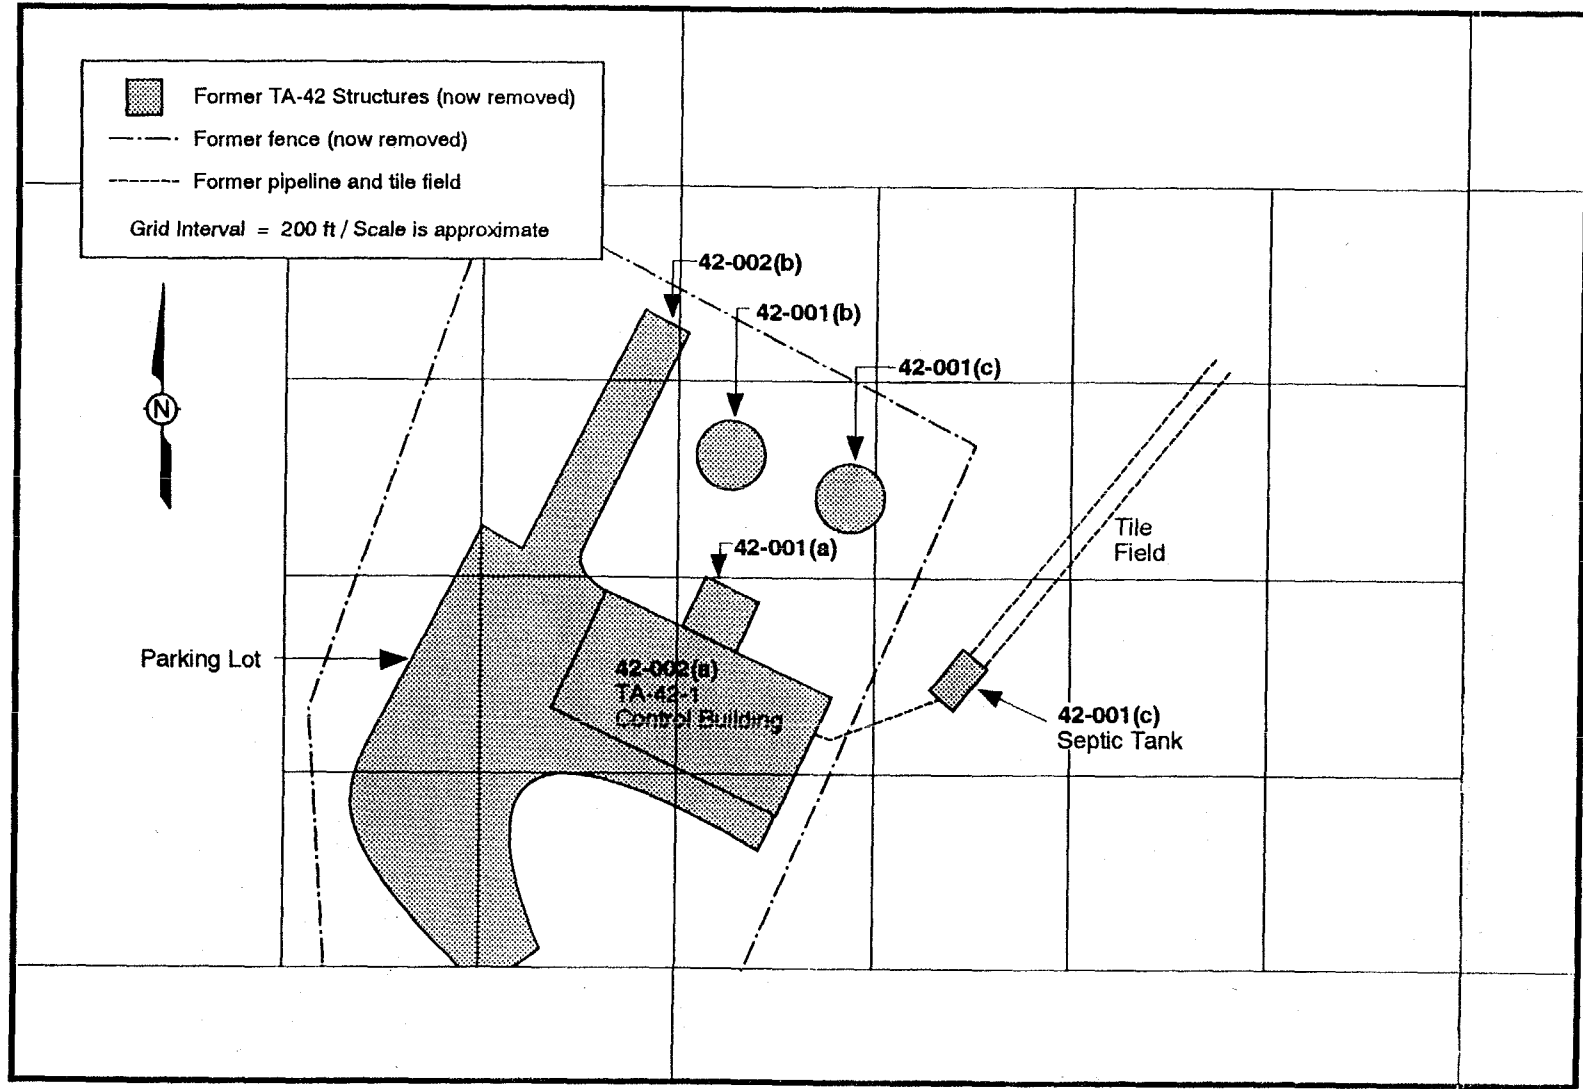 Former TA-42 Structures (now removed)
Former fence (now removed)
Former pipeline and tile field
Grid Interval = 200 ft / Scale is approximate
42-002(b)
42-001(b)
42-001(c)
N
Tile
Field
42-001(a)
Parking Lot
42-002(a)
TA-42-1
Control Building
42-001(c)
Septic Tank